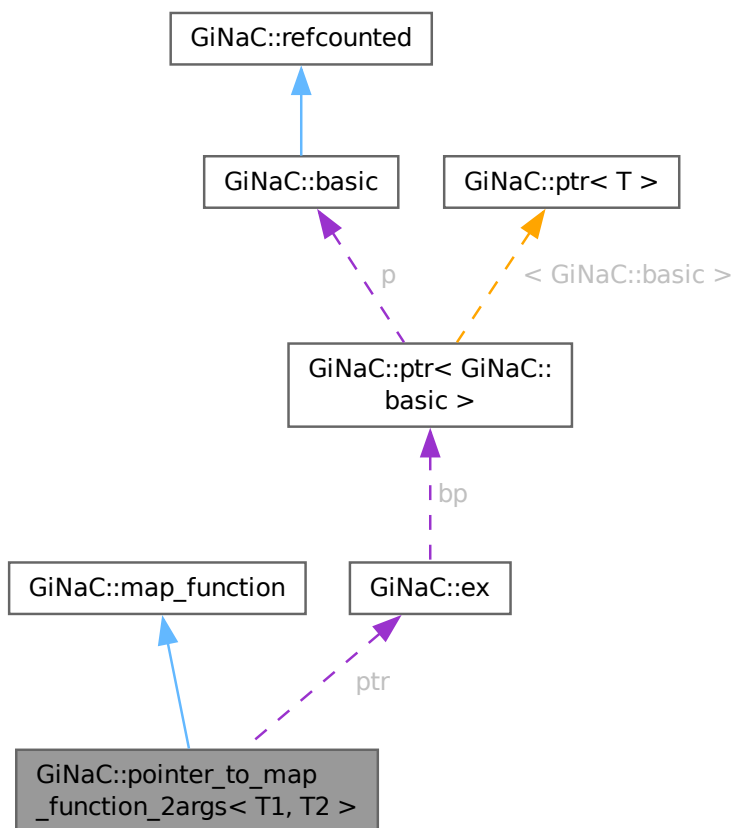 GiNaC::refcounted
GiNaC::basic
GiNaC::ptr< T >
p
< GiNaC::basic >
GiNaC::ptr< GiNaC::
basic >
bp
GiNaC::map_function
GiNaC::ex
ptr
GiNaC::pointer_to_map
_function_2args< T1, T2 >